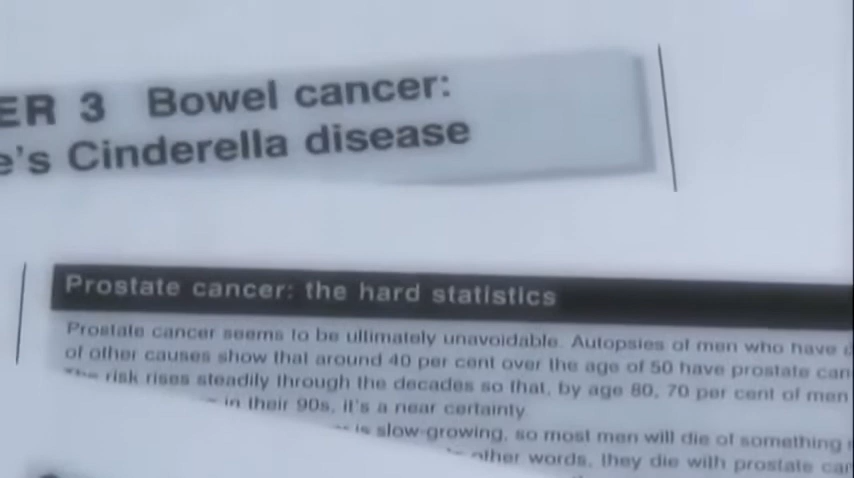 ER 3 Bowel cancer:
e's Cinderella disease
Prostate cancer: the hard statistics
Prostate cancer seems to be ultimately unavoidable. Autopsies of men who have
of other causes show that around 40 per cent over the age of 50 have prostate can
risk rises steadily through the decades so that, by age 80, 70 per cent of men
in their 90s, it's a near certainty
is slow-growing, so most men will die of something
other words, they die with prostate can